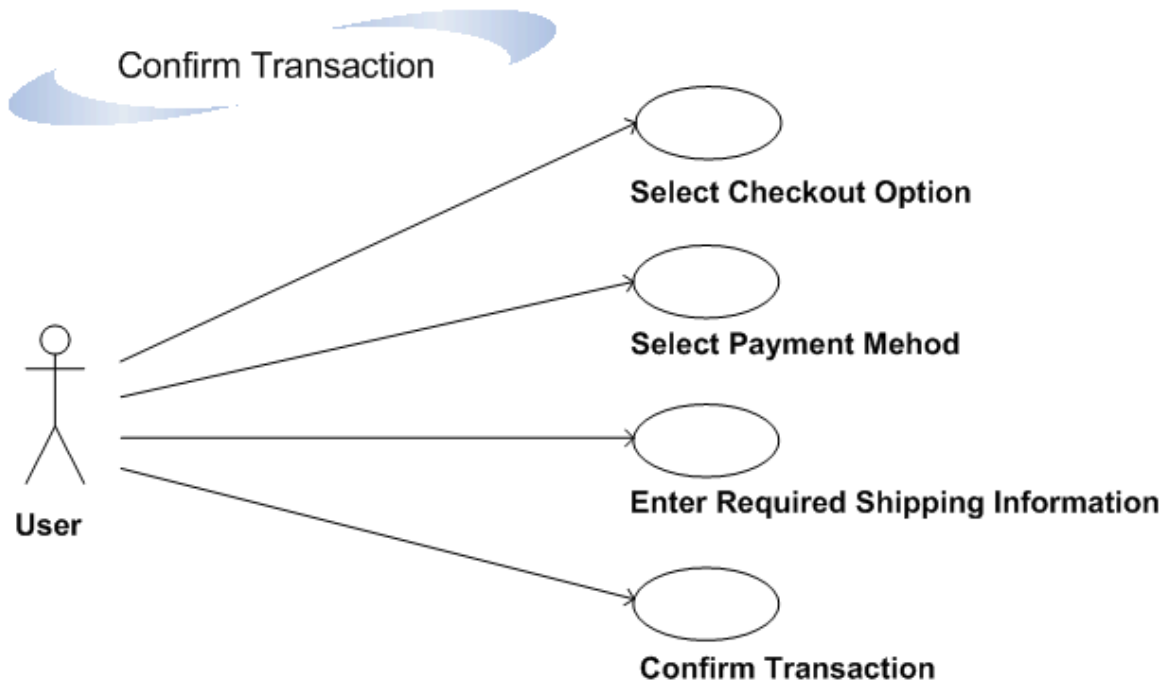 Confirm Transaction
Select Checkout Option
Select Payment Mehod
Enter Required Shipping Information
User
Confirm Transaction